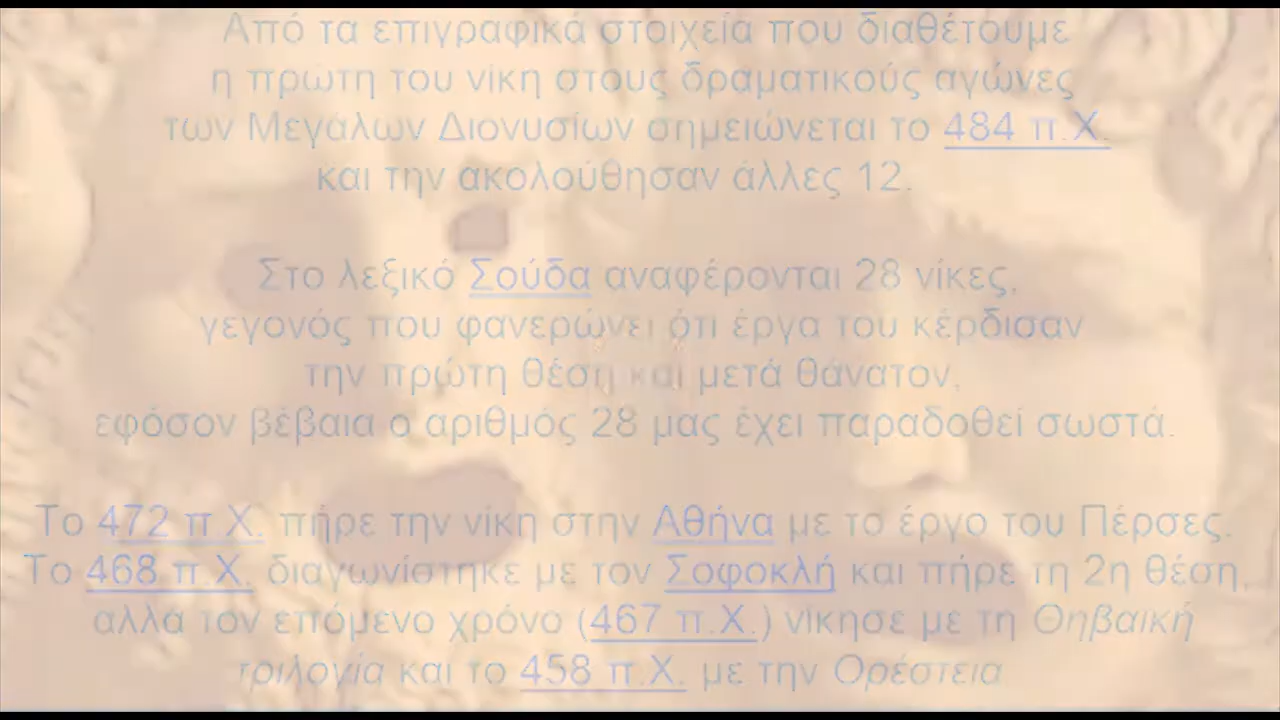 Από τα επιγραφικά στοιχεία που διαθέτουμε
η πρώτη του νίκη στους δραματικούς αγώνες
των Μεγάλων Διονυσίων σημειώνεται το 484 π.Χ.
και την ακολούθησαν άλλες 12.
Στο λεξικό Σούδα αναφέρονται 28 νίκες,
γεγονός που φανερώνει ότι έργα του κέρδισαν
την πρώτη θέση και μετά θάνατον,
εφόσον βέβαια ο αριθμός 28 μας έχει παραδοθεί σωστά.
Το 472 π.Χ. πήρε την νίκη στην Αθήνα με το έργο του Πέρσες.
Το 468 π.Χ. διαγωνίστηκε με τον Σοφοκλή και πήρε τη 2η θέση,
αλλά τον επόμενο χρόνο (467 π.Χ.) νίκησε με τη Θηβαική
τριλογία και το 458 π.Χ. με την Ορέστεια